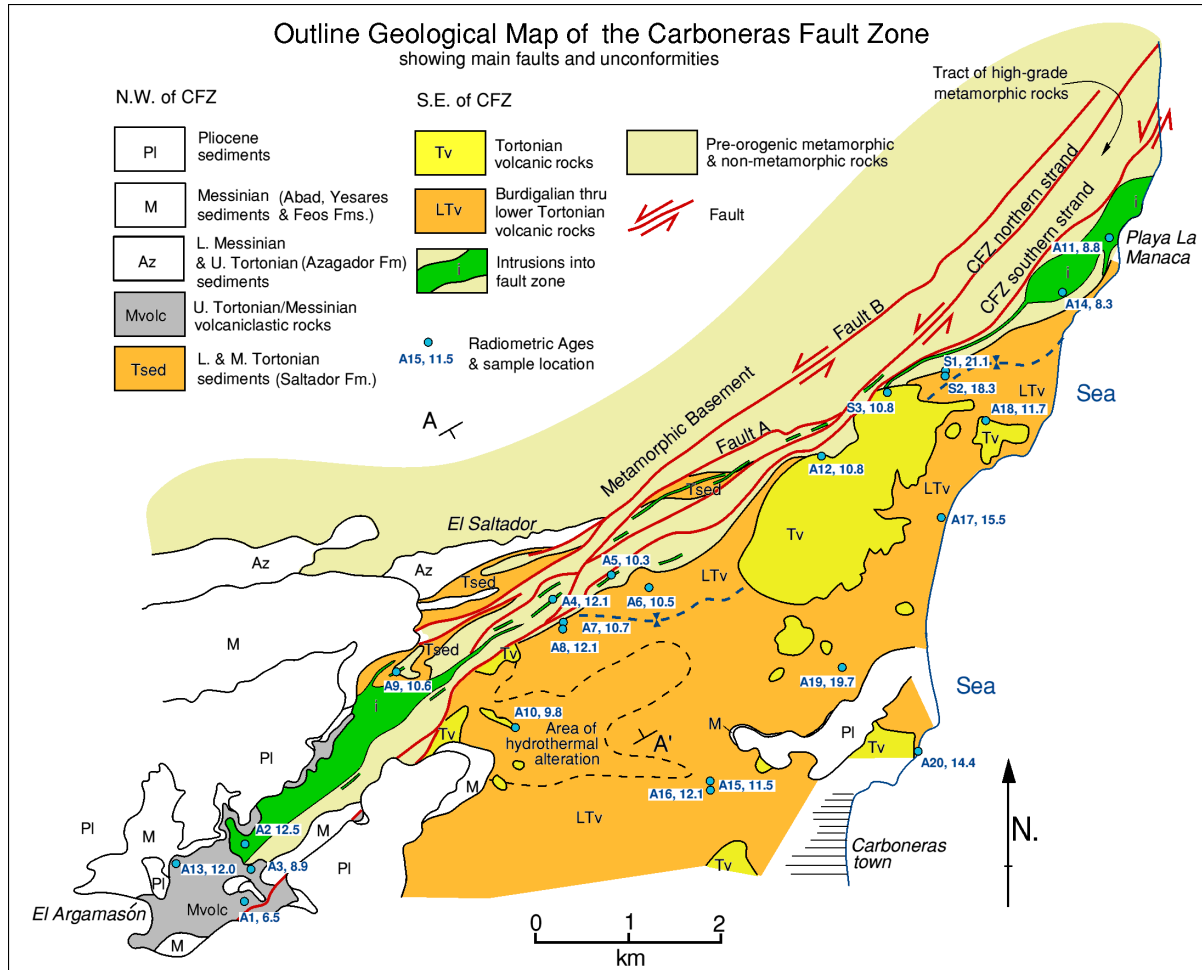 Outline Geological Map of the Carboneras Fault Zone
showing main faults and unconformities
N.W. of CFZ
Pl
Pliocene
sediments
M
Messinian (Abad, Yesares
sediments & Feos Fms.)
Az
L. Messinian
& U. Tortonian (Azagador Fm)
sediments
Mvolc
U. Tortonian/Messinian
volcaniclastic rocks
Tsed
L. & M. Tortonian
sediments (Saltador Fm.)
S.E. of CFZ
Tv
Tortonian
volcanic rocks
LTv
Burdigalian thru
lower Tortonian
volcanic rocks
i
Intrusions into
fault zone
A15, 11.5
Radiometric Ages
& sample location
Pre-orogenic metamorphic
& non-metamorphic rocks
Fault
Tract of high-grade
metamorphic rocks
CFZ northern strand
CFZ southern strand
Fault B
Fault A
Metamorphic Basement
i
A11, 8.8
Playa La
Manaca
i
A14, 8.3
S1, 21.1
S2, 18.3
LTv
Sea
S3, 10.8
A18, 11.7
Tv
A
A12, 10.8
Tsed
LTv
A17, 15.5
El Saltador
Tv
Az
Az
Tsed
A5, 10.3
LTv
A4, 12.1
A6, 10.5
A7, 10.7
A8, 12.1
M
Tsed
Tv
A9, 10.6
A19, 19.7
Sea
i
A10, 9.8
Area of
hydrothermal
alteration
A'
M
Pl
Tv
Tv
A20, 14.4
Pl
M
A16, 12.1
A15, 11.5
LTv
N.
Pl
M
A2 12.5
M
Pl
Carboneras
town
A13, 12.0
A3, 8.9
Pl
Tv
El Argamasón
Mvolc
A1, 6.5
M
0 1 2
km